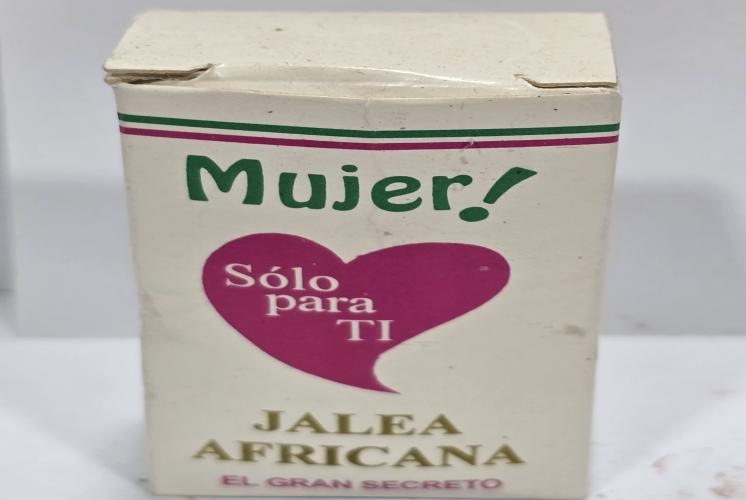 Mujer!
Sólo
para
TI
JALEA
AFRICANA
EL GRAN SECRETO